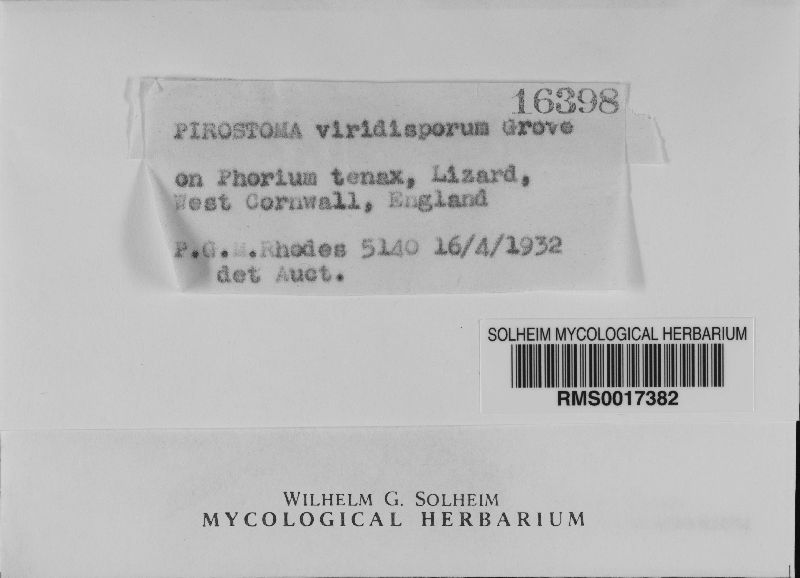 16398
PIROSTOMA viridisporum Grove
on Phorium tenax, Lizard,
West Cornwall, England
P.G.M.Rhodes 5140 16/4/1932
det Auct.
SOLHEIM MYCOLOGICAL HERBARIUM
RMS0017382
WILHELM G. SOLHEIM
MYCOLOGICAL HERBARIUM